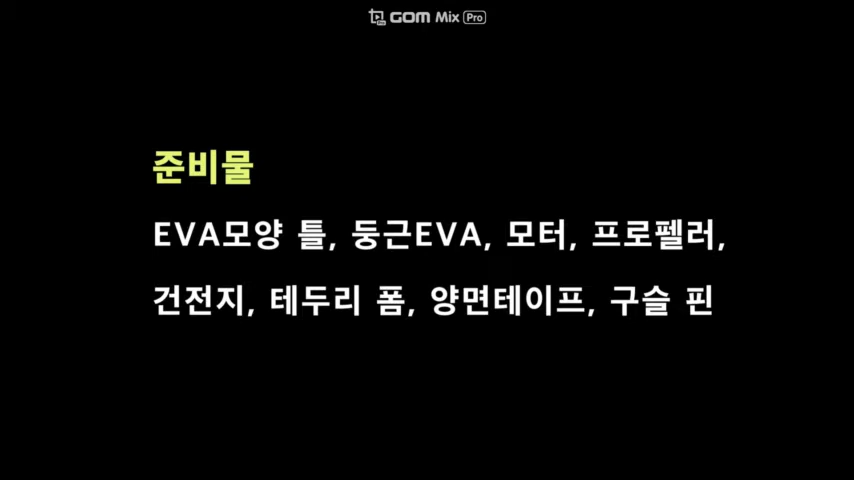 GOM Mix Pro
준비물
EVA모양 틀, 둥근EVA, 모터, 프로펠러,
건전지, 테두리 폼, 양면테이프, 구슬 핀